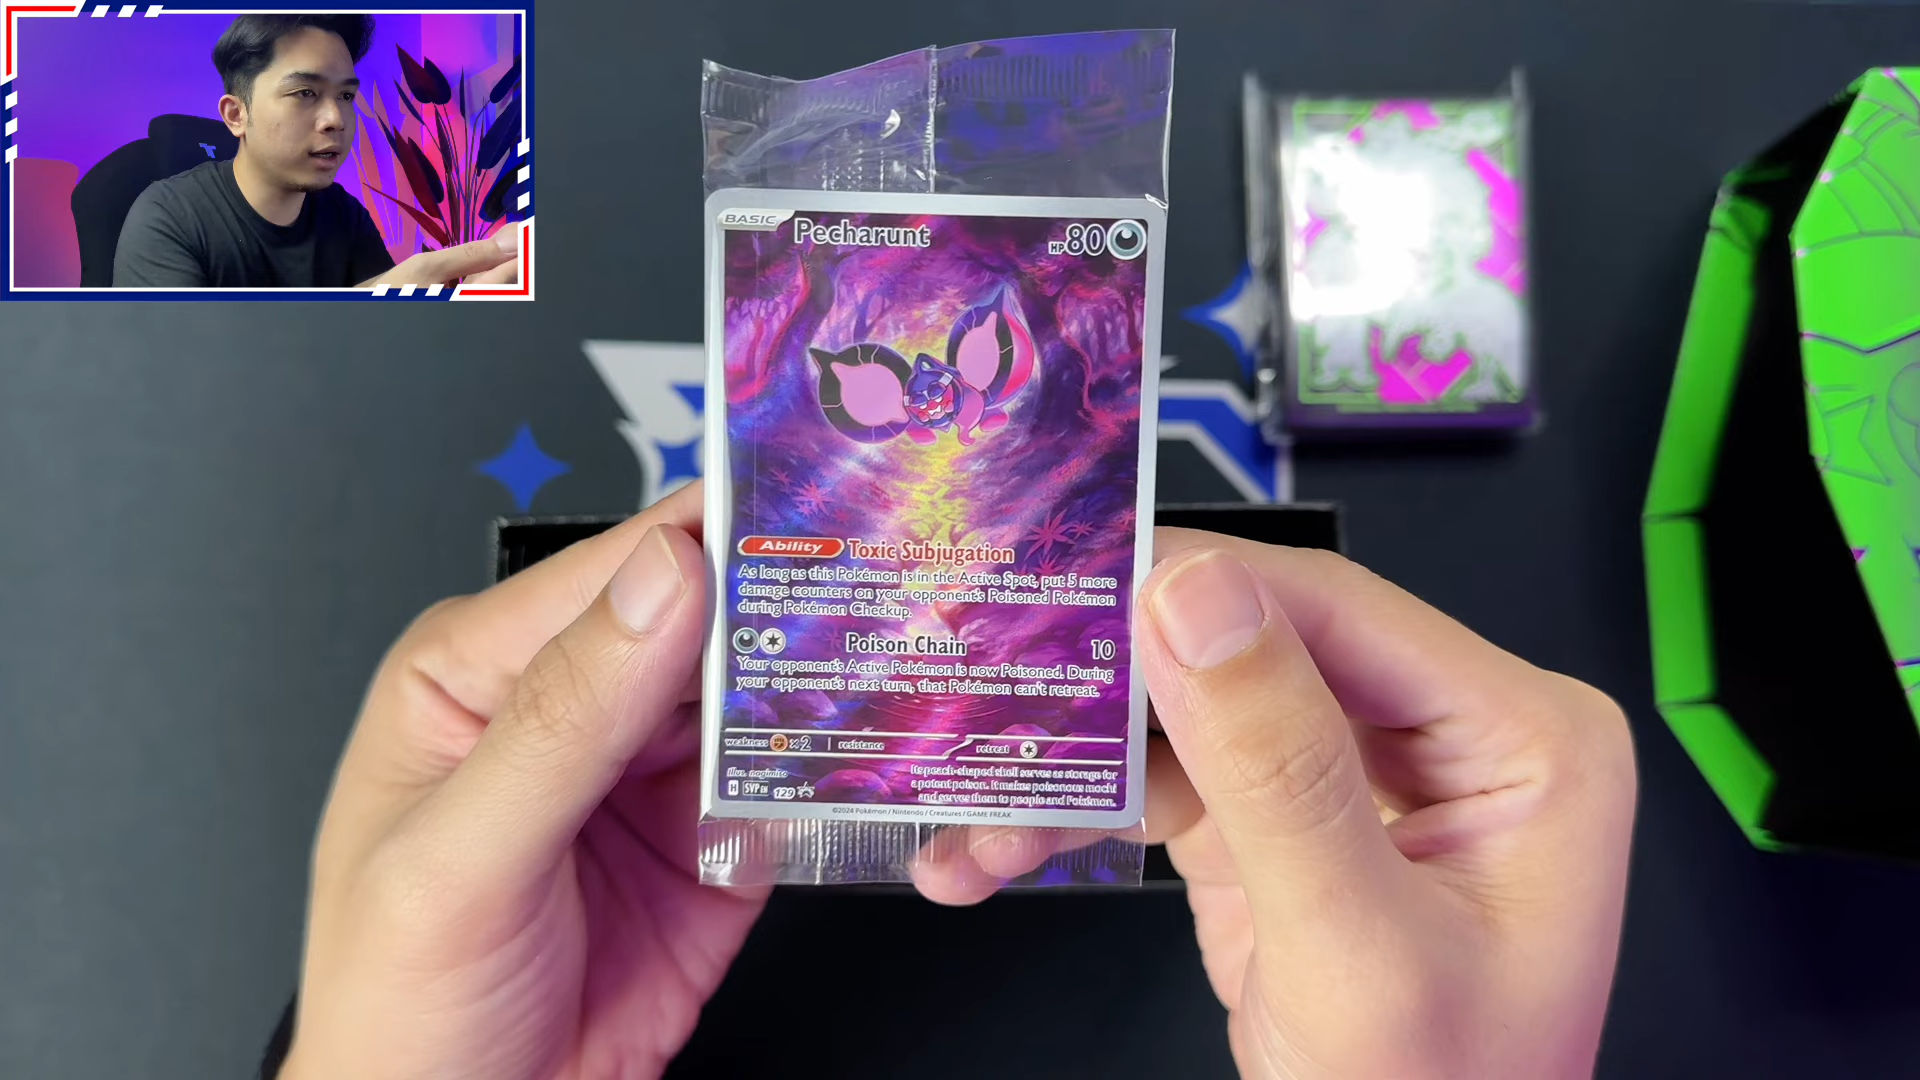 BASIC
Pecharunt
HP 80
Ability Toxic Subjugation
As long as this Pokémon is in the Active Spot, put 5 more
damage counters on your opponent's Poisoned Pokémon
during Pokémon Checkup.
Poison Chain 10
Your opponent's Active Pokémon is now Poisoned. During
your opponent's next turn, that Pokémon can't retreat.
weakness ×2 resistance retreat
Illus. nagimiso
H SVP EN 129
Its peach-shaped shell serves as storage for
a potent poison. It makes poisonous mochi
and serves them to people and Pokémon.
©2024 Pokémon / Nintendo / Creatures / GAME FREAK